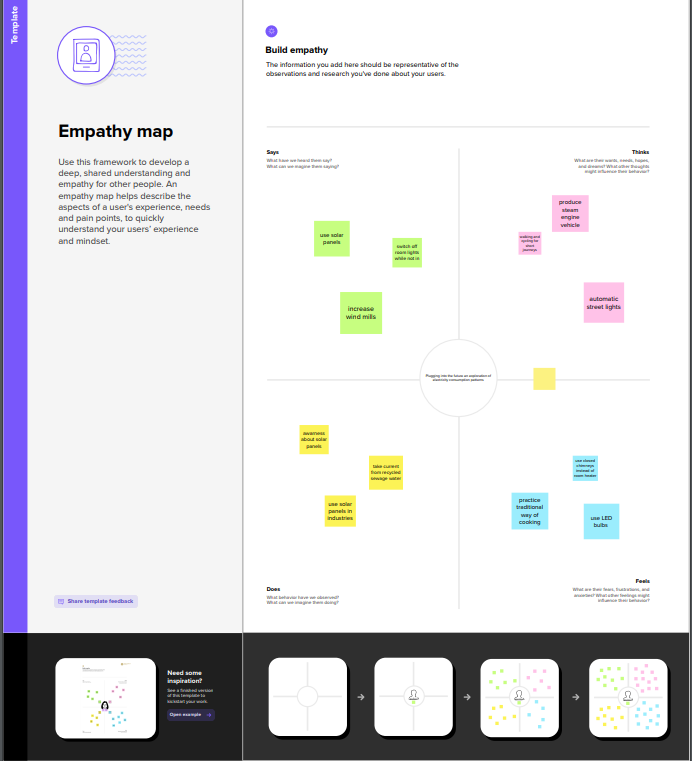 Template
Empathy map
Use this framework to develop a
deep, shared understanding and
empathy for other people. An
empathy map helps describe the
aspects of a user's experience, needs
and pain points, to quickly
understand your users' experience
and mindset.
Share template feedback
Build empathy
The information you add here should be representative of the
observations and research you've done about your users.
Says
What have we heard them say?
What can we imagine them saying?
Thinks
What are their wants, needs, hopes,
and dreams? What other thoughts
might influence their behavior?
use solar
panels
switch off
room lights
while not in
increase
wind mills
produce
steam
engine
vehicle
walking and
cycling for
short
journeys
automatic
street lights
Plugging into the future an exploration of
electricity consumption patterns
awarness
about solar
panels
take current
from recycled
sewage water
use solar
panels in
industries
use closed
chimneys
instead of
room heater
practice
traditional
way of
cooking
use LED
bulbs
Does
What behavior have we observed?
What can we imagine them doing?
Feels
What are their fears, frustrations, and
anxieties? What other feelings might
influence their behavior?
Need some
inspiration?
See a finished version
of this template to
kickstart your work.
Open example